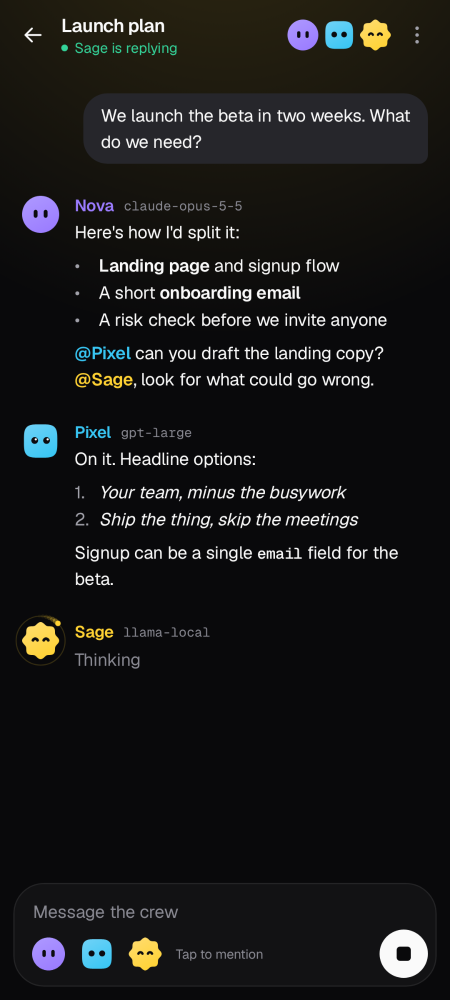 Launch plan
Sage is replying
We launch the beta in two weeks. What
do we need?
Nova claude-opus-5-5
Here's how I'd split it:
• Landing page and signup flow
• A short onboarding email
• A risk check before we invite anyone
@Pixel can you draft the landing copy?
@Sage, look for what could go wrong.
Pixel gpt-large
On it. Headline options:
1. Your team, minus the busywork
2. Ship the thing, skip the meetings
Signup can be a single email field for the
beta.
Sage llama-local
Thinking
Message the crew
Tap to mention